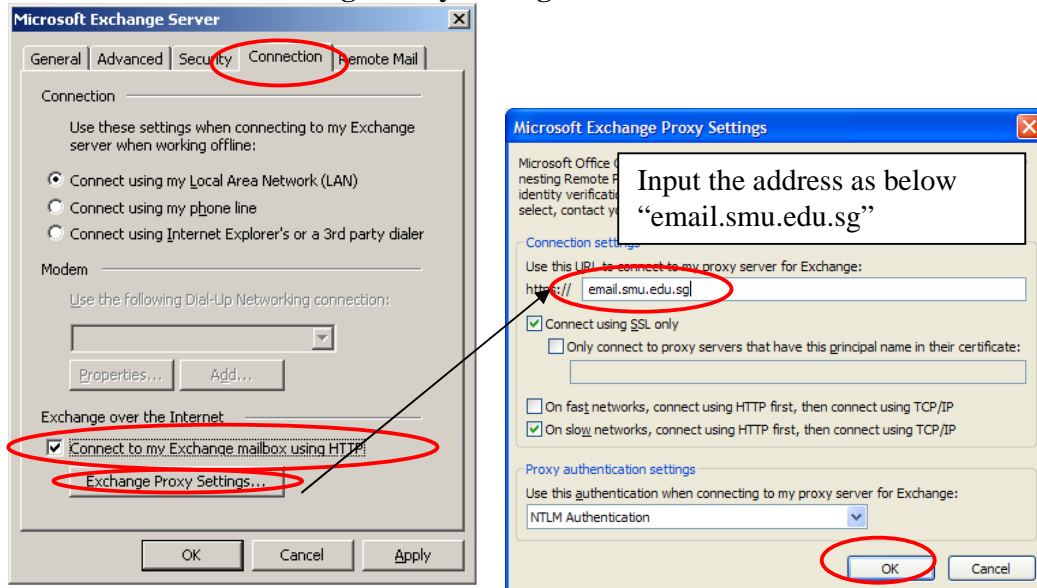 Microsoft Exchange Server
General Advanced Security Connection Remote Mail
Connection
Use these settings when connecting to my Exchange
server when working offline:
Connect using my Local Area Network (LAN)
Connect using my phone line
Connect using Internet Explorer's or a 3rd party dialer
Modem
Use the following Dial-Up Networking connection:
Properties... Add...
Exchange over the Internet
Connect to my Exchange mailbox using HTTP
Exchange Proxy Settings...
OK Cancel Apply
Microsoft Exchange Proxy Settings
Microsoft Office
nesting Remote
identity
select, contact
Input the address as below
“email.smu.edu.sg”
Connection
Use this URL to connect to my proxy server for Exchange:
https:// email.smu.edu.sg
Connect using SSL only
Only connect to proxy servers that have this principal name in their certificate:
On fast networks, connect using HTTP first, then connect using TCP/IP
On slow networks, connect using HTTP first, then connect using TCP/IP
Proxy authentication settings
Use this authentication when connecting to my proxy server for Exchange:
NTLM Authentication
OK Cancel